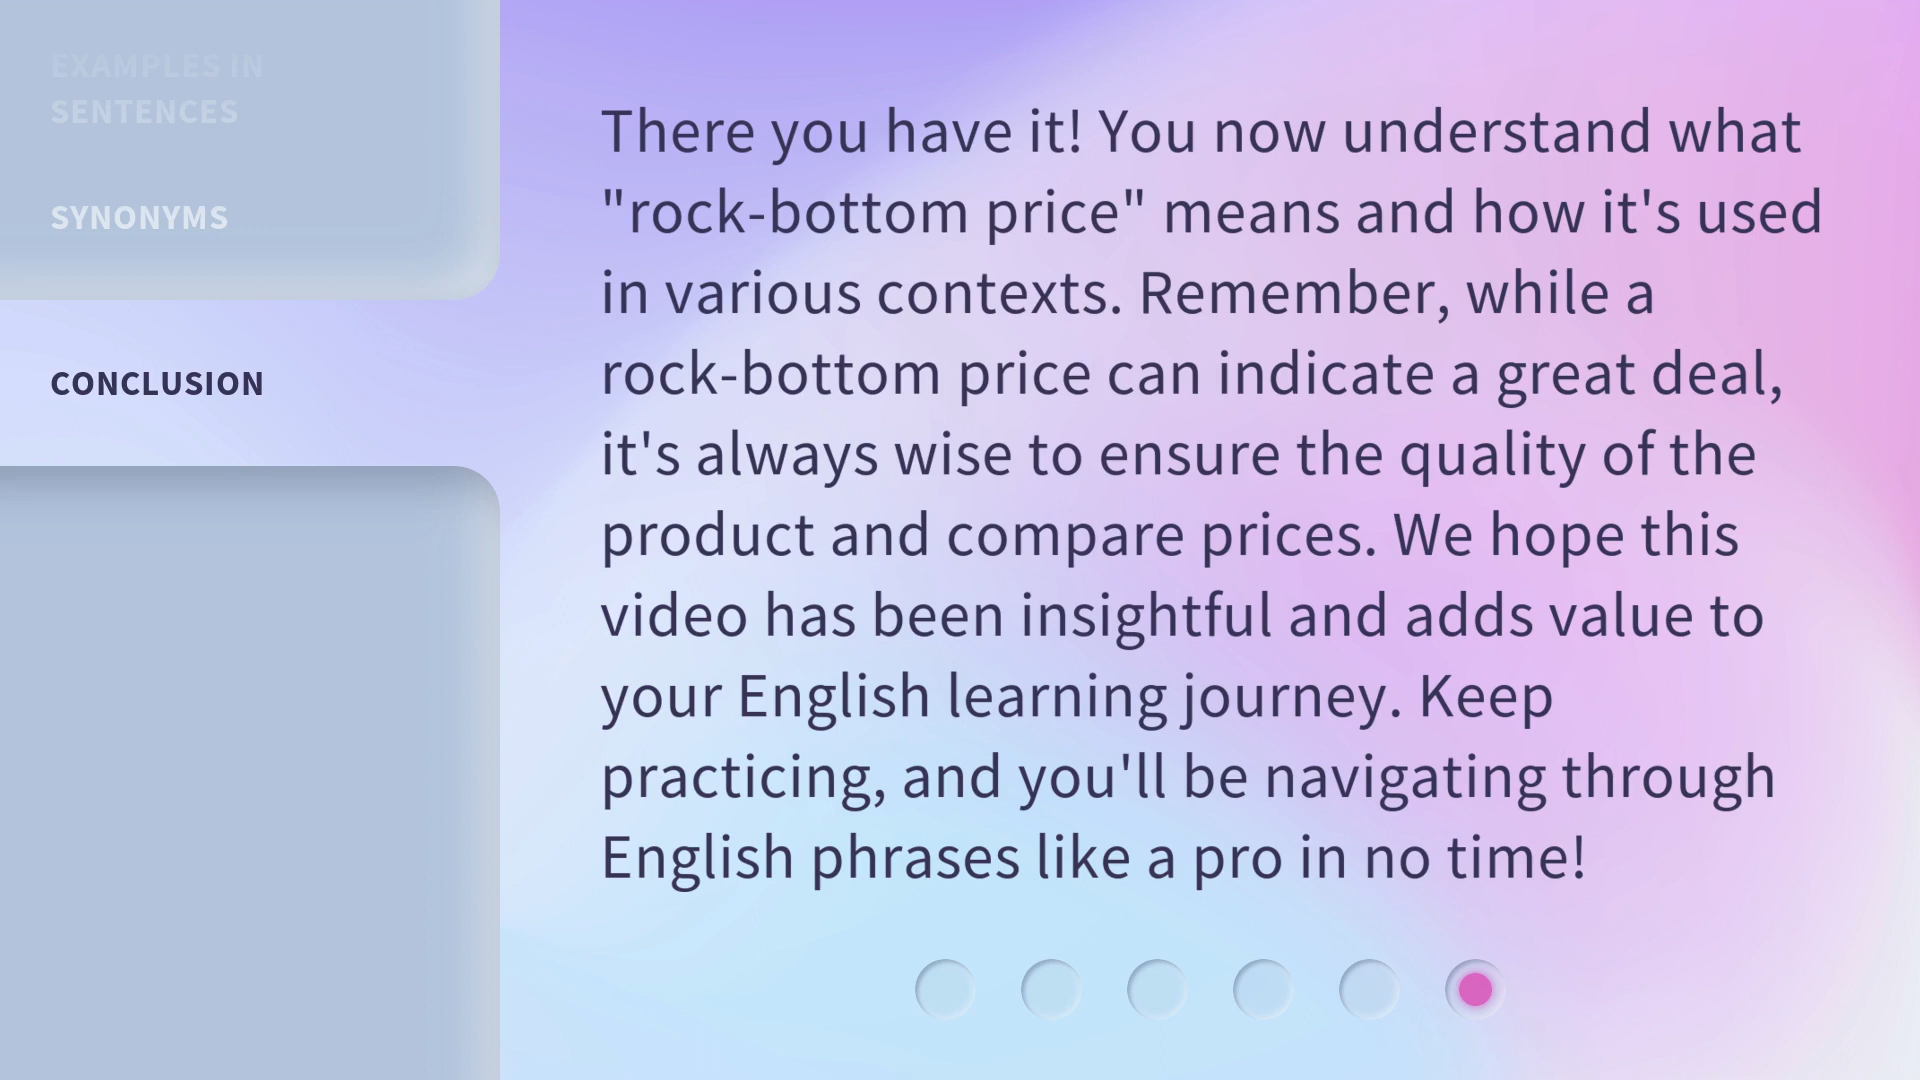 EXAMPLES IN
SENTENCES
SYNONYMS
CONCLUSION
There you have it! You now understand what
"rock-bottom price" means and how it's used
in various contexts. Remember, while a
rock-bottom price can indicate a great deal,
it's always wise to ensure the quality of the
product and compare prices. We hope this
video has been insightful and adds value to
your English learning journey. Keep
practicing, and you'll be navigating through
English phrases like a pro in no time!